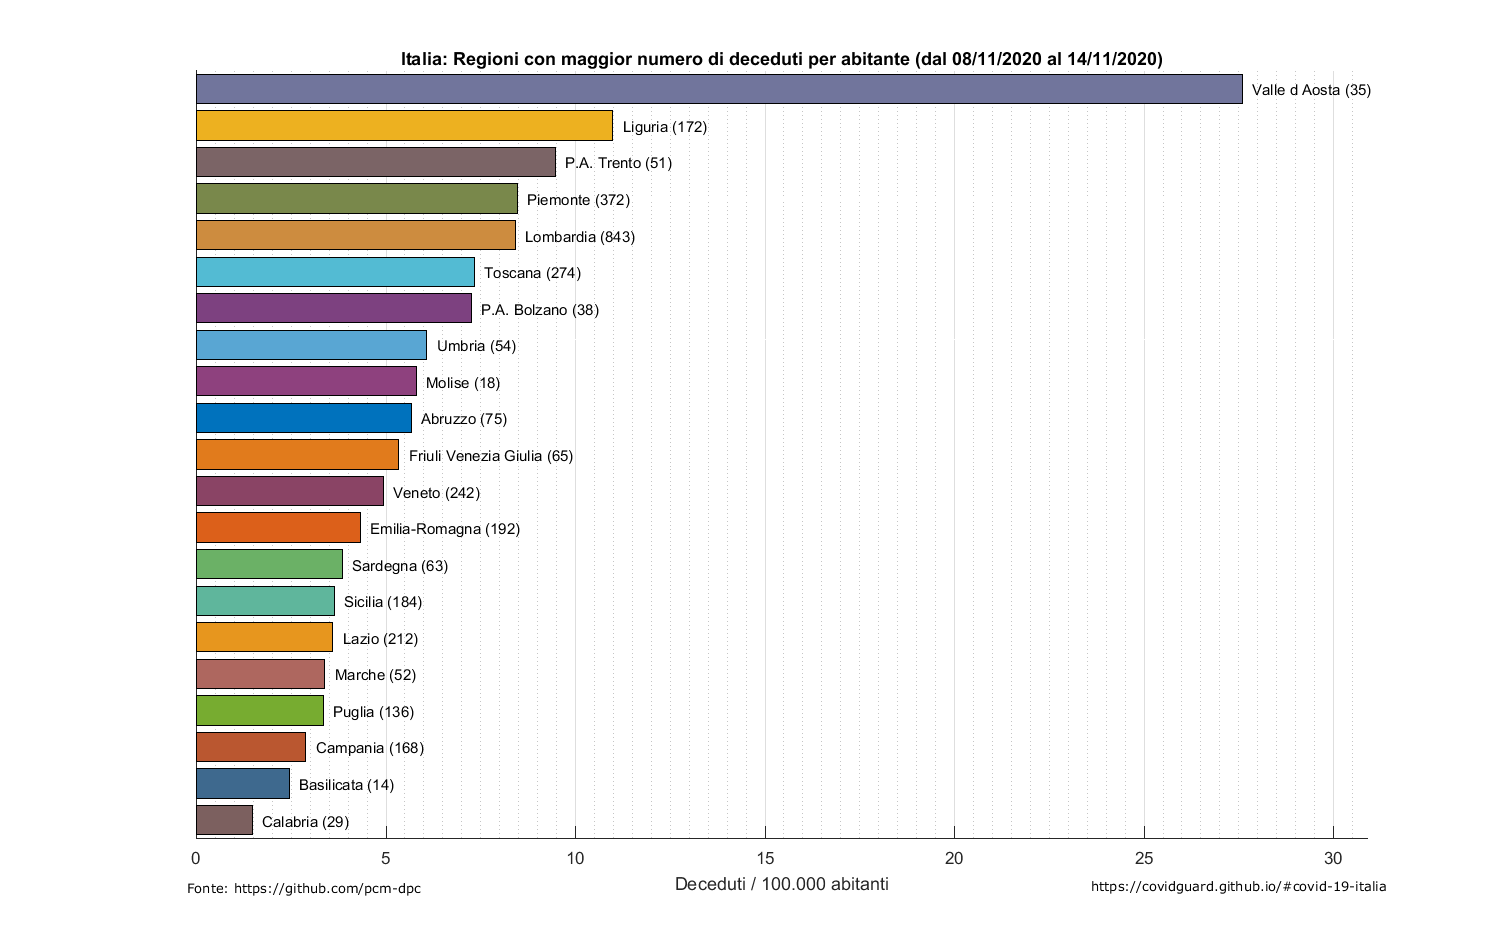 Italia: Regioni con maggior numero di deceduti per abitante (dal 08/11/2020 al 14/11/2020)
Valle d Aosta (35)
Liguria (172)
P.A. Trento (51)
Piemonte (372)
Lombardia (843)
Toscana (274)
P.A. Bolzano (38)
Umbria (54)
Molise (18)
Abruzzo (75)
Friuli Venezia Giulia (65)
Veneto (242)
Emilia-Romagna (192)
Sardegna (63)
Sicilia (184)
Lazio (212)
Marche (52)
Puglia (136)
Campania (168)
Basilicata (14)
Calabria (29)
0 5 10 15 20 25 30
Deceduti / 100.000 abitanti
Fonte: https://github.com/pcm-dpc
https://covidguard.github.io/#covid-19-italia